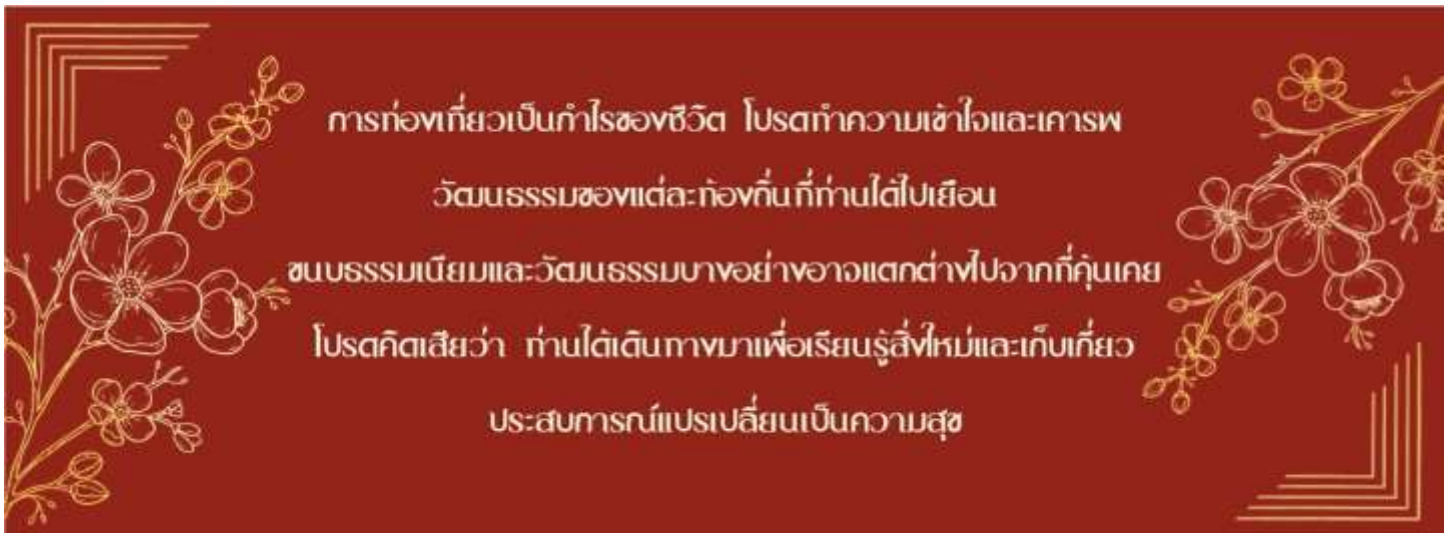 การท่องเที่ยวเป็นกำไรของชีวิต โปรดทำความเข้าใจและเคารพ
วัฒนธรรมของแต่ละท้องถิ่นที่ท่านได้ไปเยือน
ขนบธรรมเนียมและวัฒนธรรมบางอย่างอาจแตกต่างไปจากที่คุ้นเคย
โปรดคิดเสียว่า ท่านได้เดินทางมาเพื่อเรียนรู้สิ่งใหม่และเก็บเกี่ยว
ประสบการณ์แปรเปลี่ยนเป็นความสุข